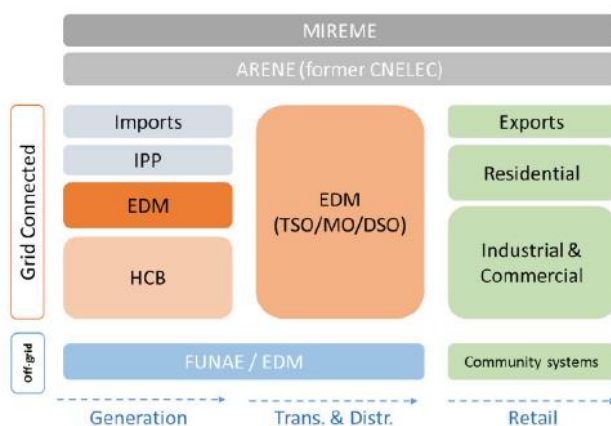 MIREME
ARENE (former CNELEC)
Grid Connected
Imports
IPP
EDM
HCB
EDM
(TSO/MO/DSO)
Exports
Residential
Industrial &
Commercial
Off-grid
FUNAE / EDM
Community systems
Generation
Trans. & Distr.
Retail